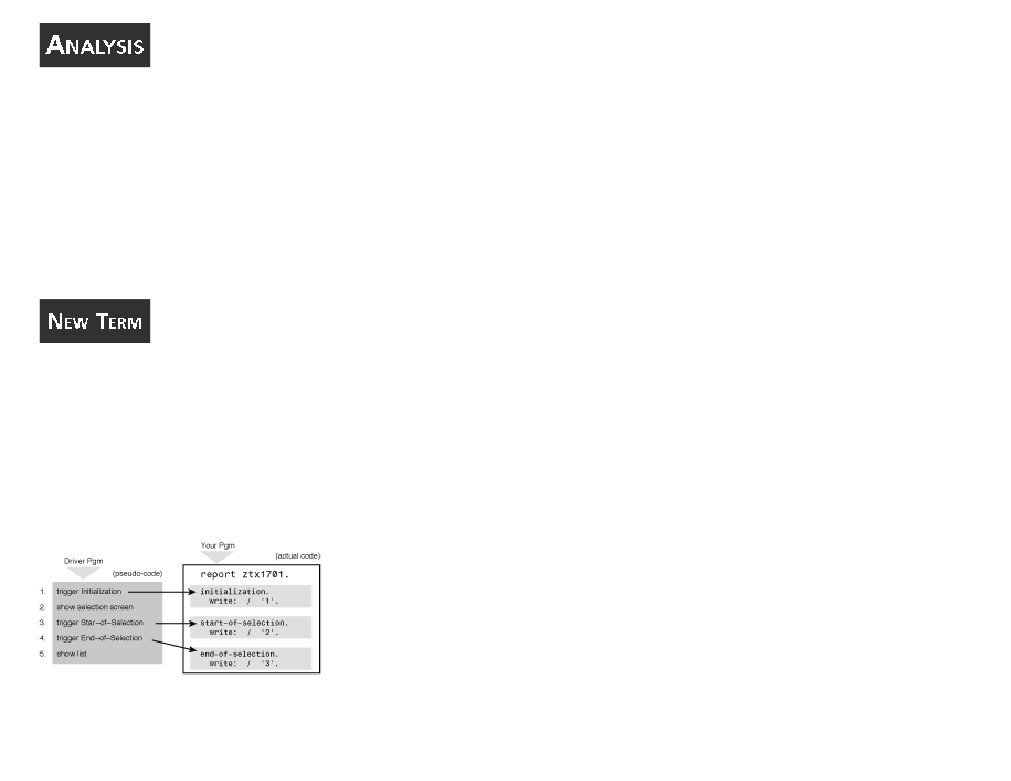 ANALYSIS
NEW TERM
Your Pgm
(actual code)
Driver Pgm
(pseudo-code)
report ztx1701.
1. trigger Initialization
initialization.
write: / '1'.
2. show selection screen
3. trigger Star-of-Selection
start-of-selection.
write: / '2'.
4. trigger End-of-Selection
end-of-selection.
write: / '3'.
5. show list